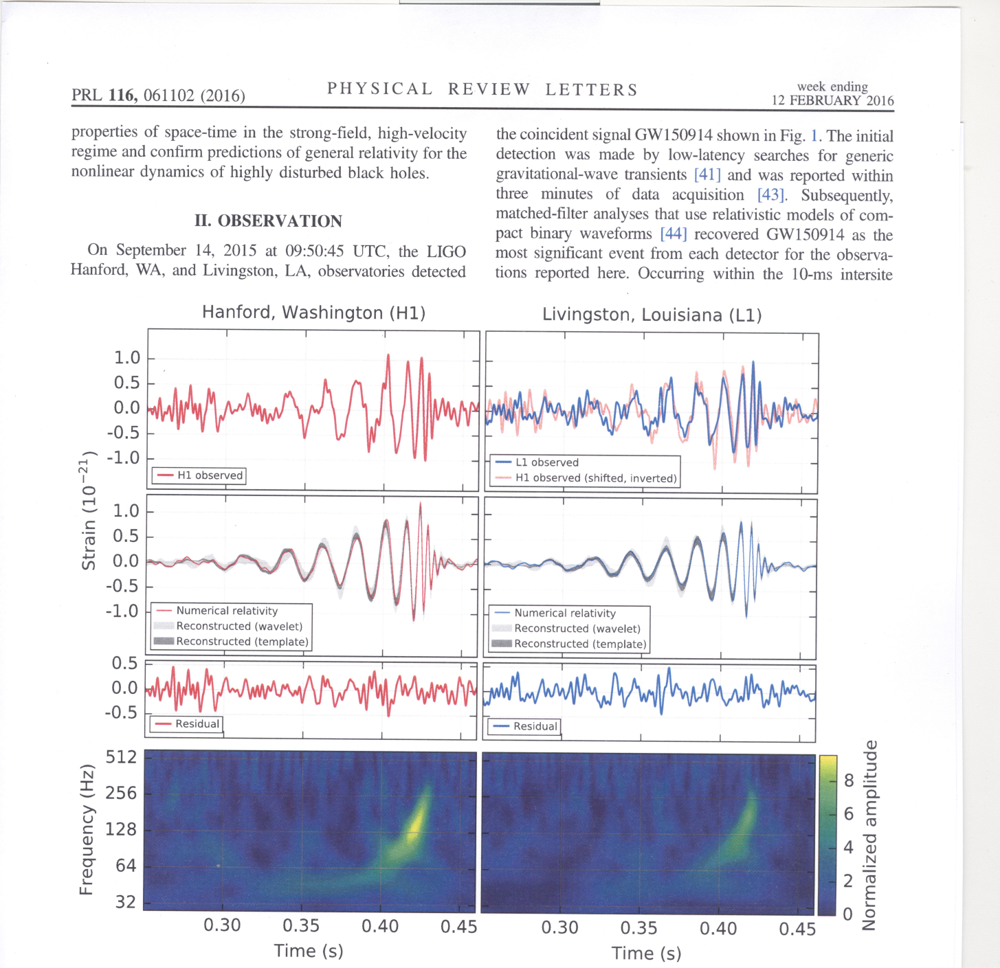 PRL 116, 061102 (2016)
PHYSICAL REVIEW LETTERS
week ending
12 FEBRUARY 2016
properties of space-time in the strong-field, high-velocity
regime and confirm predictions of general relativity for the
nonlinear dynamics of highly disturbed black holes.
II. OBSERVATION
On September 14, 2015 at 09:50:45 UTC, the LIGO
Hanford, WA, and Livingston, LA, observatories detected
the coincident signal GW150914 shown in Fig. 1. The initial
detection was made by low-latency searches for generic
gravitational-wave transients [41] and was reported within
three minutes of data acquisition [43]. Subsequently,
matched-filter analyses that use relativistic models of com-
pact binary waveforms [44] recovered GW150914 as the
most significant event from each detector for the observa-
tions reported here. Occurring within the 10-ms intersite
Hanford, Washington (H1)
Livingston, Louisiana (L1)
Strain (10⁻²¹)
1.0
0.5
0.0
-0.5
-1.0
H1 observed
L1 observed
H1 observed (shifted, inverted)
1.0
0.5
0.0
-0.5
-1.0
Numerical relativity
Reconstructed (wavelet)
Reconstructed (template)
Numerical relativity
Reconstructed (wavelet)
Reconstructed (template)
0.5
0.0
-0.5
Residual
Residual
Frequency (Hz)
512
256
128
64
32
0.30
0.35
0.40
0.45
Time (s)
0.30
0.35
0.40
0.45
Time (s)
8
6
4
2
0
Normalized amplitude